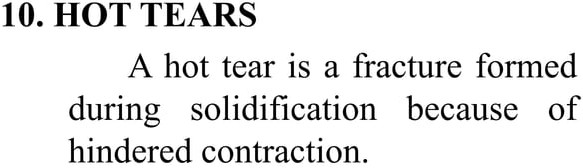 10. HOT TEARS
A hot tear is a fracture formed
during solidification because of
hindered contraction.